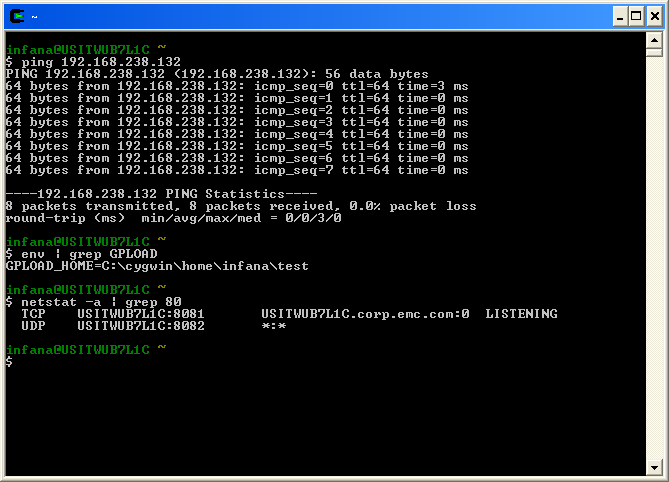 ~
infana@USITWUB7L1C ~
$ ping 192.168.238.132
PING 192.168.238.132 (192.168.238.132): 56 data bytes
64 bytes from 192.168.238.132: icmp_seq=0 ttl=64 time=3 ms
64 bytes from 192.168.238.132: icmp_seq=1 ttl=64 time=0 ms
64 bytes from 192.168.238.132: icmp_seq=2 ttl=64 time=0 ms
64 bytes from 192.168.238.132: icmp_seq=3 ttl=64 time=0 ms
64 bytes from 192.168.238.132: icmp_seq=4 ttl=64 time=0 ms
64 bytes from 192.168.238.132: icmp_seq=5 ttl=64 time=0 ms
64 bytes from 192.168.238.132: icmp_seq=6 ttl=64 time=0 ms
64 bytes from 192.168.238.132: icmp_seq=7 ttl=64 time=0 ms
----192.168.238.132 PING Statistics----
8 packets transmitted, 8 packets received, 0.0% packet loss
round-trip (ms)  min/avg/max/med = 0/0/3/0
infana@USITWUB7L1C ~
$ env | grep GPLOAD
GPLOAD_HOME=C:\cygwin\home\infana\test
infana@USITWUB7L1C ~
$ netstat -a | grep 80
  TCP    USITWUB7L1C:8081       USITWUB7L1C.corp.emc.com:0  LISTENING
  UDP    USITWUB7L1C:8082       *:*
infana@USITWUB7L1C ~
$